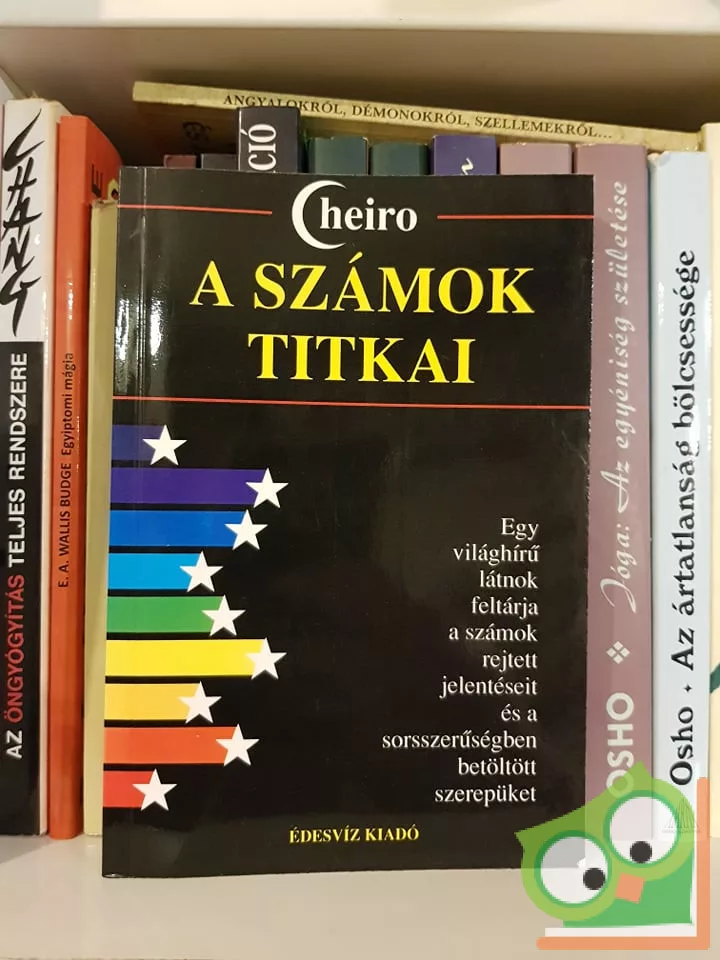 ANGYALOKRÓL, DÉMONOKRÓL, SZELLEMEKRŐL...
CHANG
AZ ÖNGYÓGYÍTÁS TELJES RENDSZERE
E. A. WALLIS BUDGE Egyiptomi mágia
CIÓ
Cheiro
A SZÁMOK
TITKAI
Egy
világhírű
látnok
feltárja
a számok
rejtett
jelentéseit
és a
sorsszerűségben
betöltött
szerepüket
ÉDESVÍZ KIADÓ
OSHO ❖ Jóga: Az egyéniség születése
Osho ✦ Az ártatlanság bölcsessége